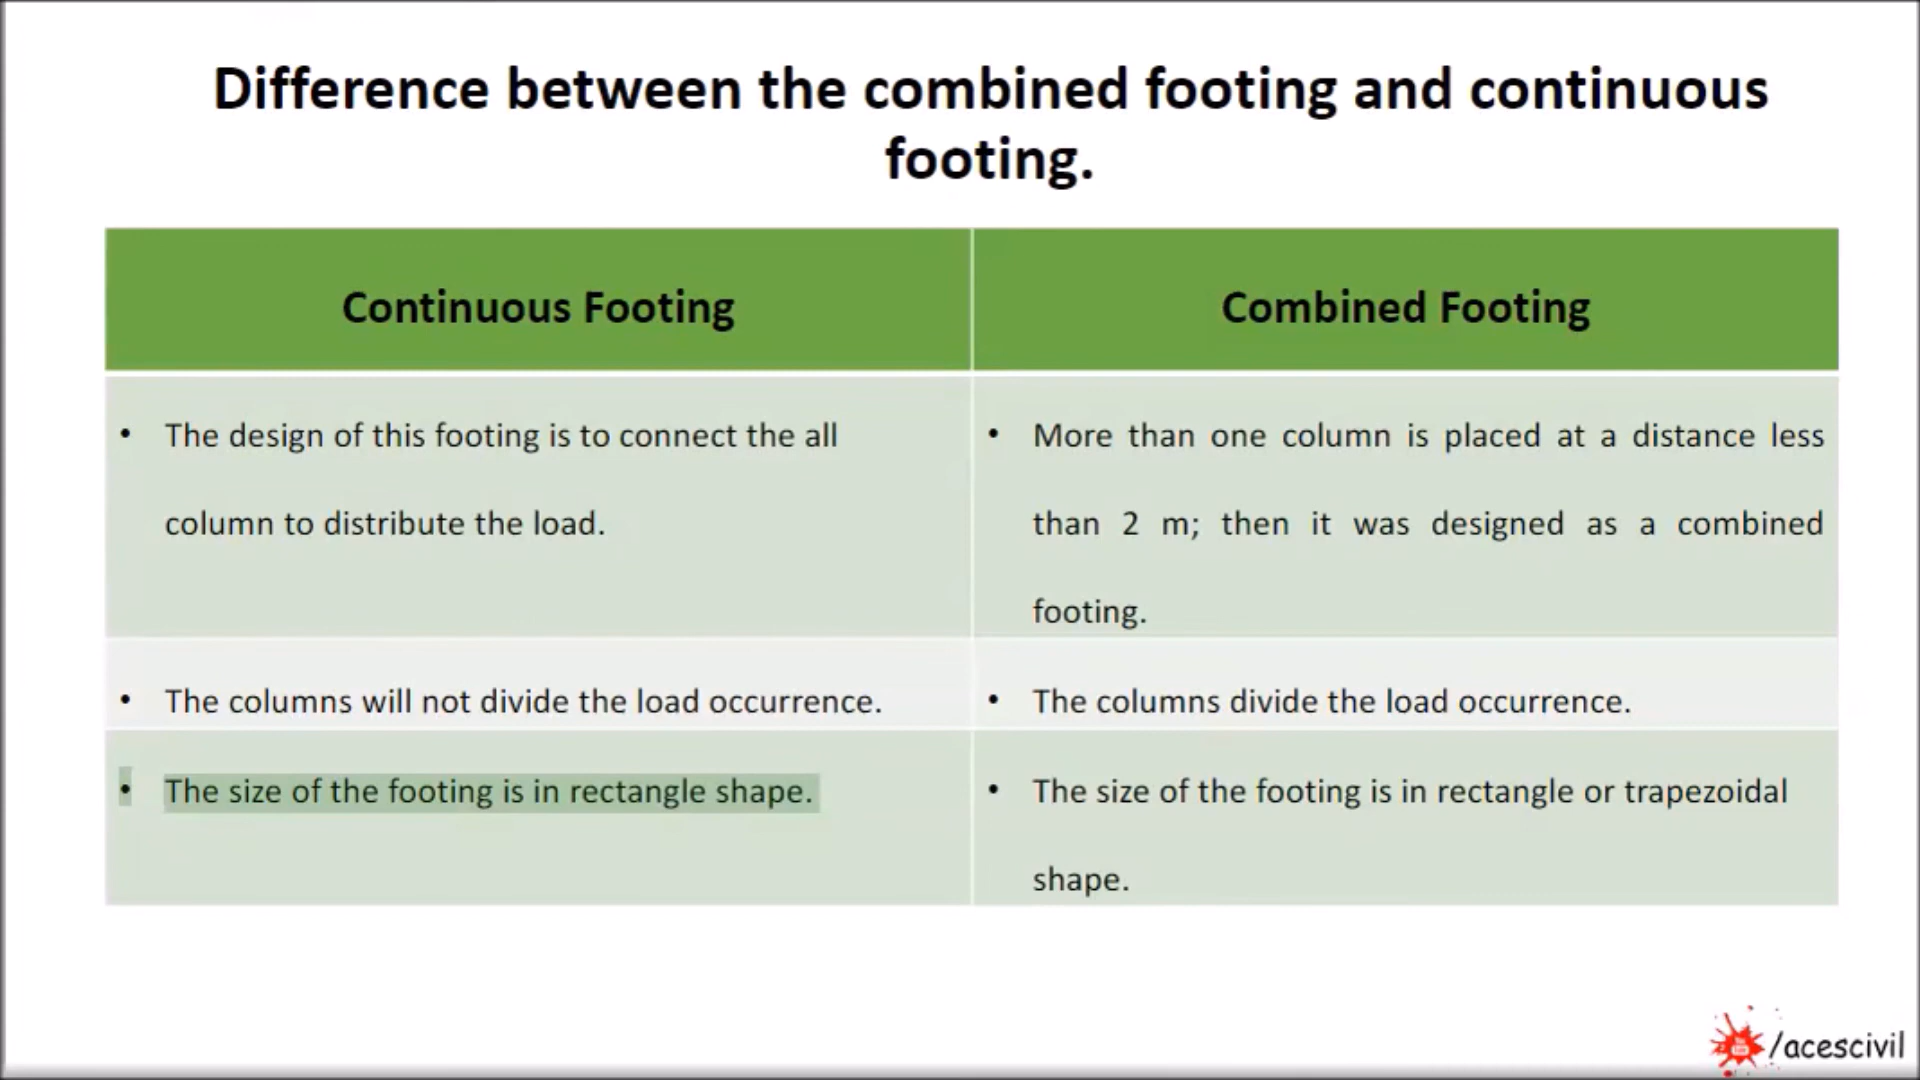 Difference between the combined footing and continuous
footing.
Continuous Footing
Combined Footing
• The design of this footing is to connect the all
column to distribute the load.
• More than one column is placed at a distance less
than 2 m; then it was designed as a combined
footing.
• The columns will not divide the load occurrence.
• The columns divide the load occurrence.
• The size of the footing is in rectangle shape.
• The size of the footing is in rectangle or trapezoidal
shape.
/acescivil